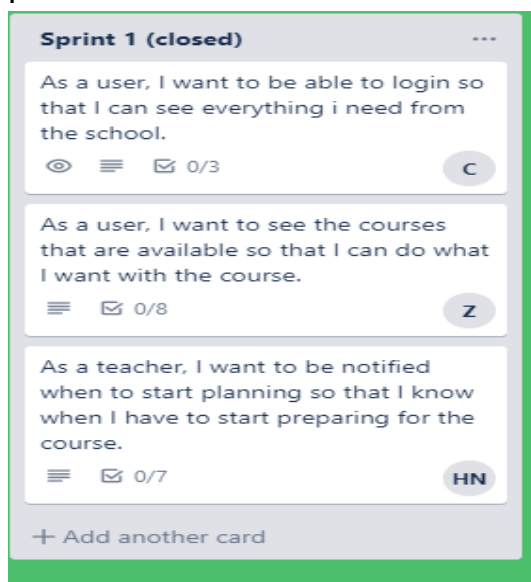 Sprint 1 (closed) ...
As a user, I want to be able to login so
that I can see everything i need from
the school.
0/3 C
As a user, I want to see the courses
that are available so that I can do what
I want with the course.
0/8 Z
As a teacher, I want to be notified
when to start planning so that I know
when I have to start preparing for the
course.
0/7 HN
+ Add another card